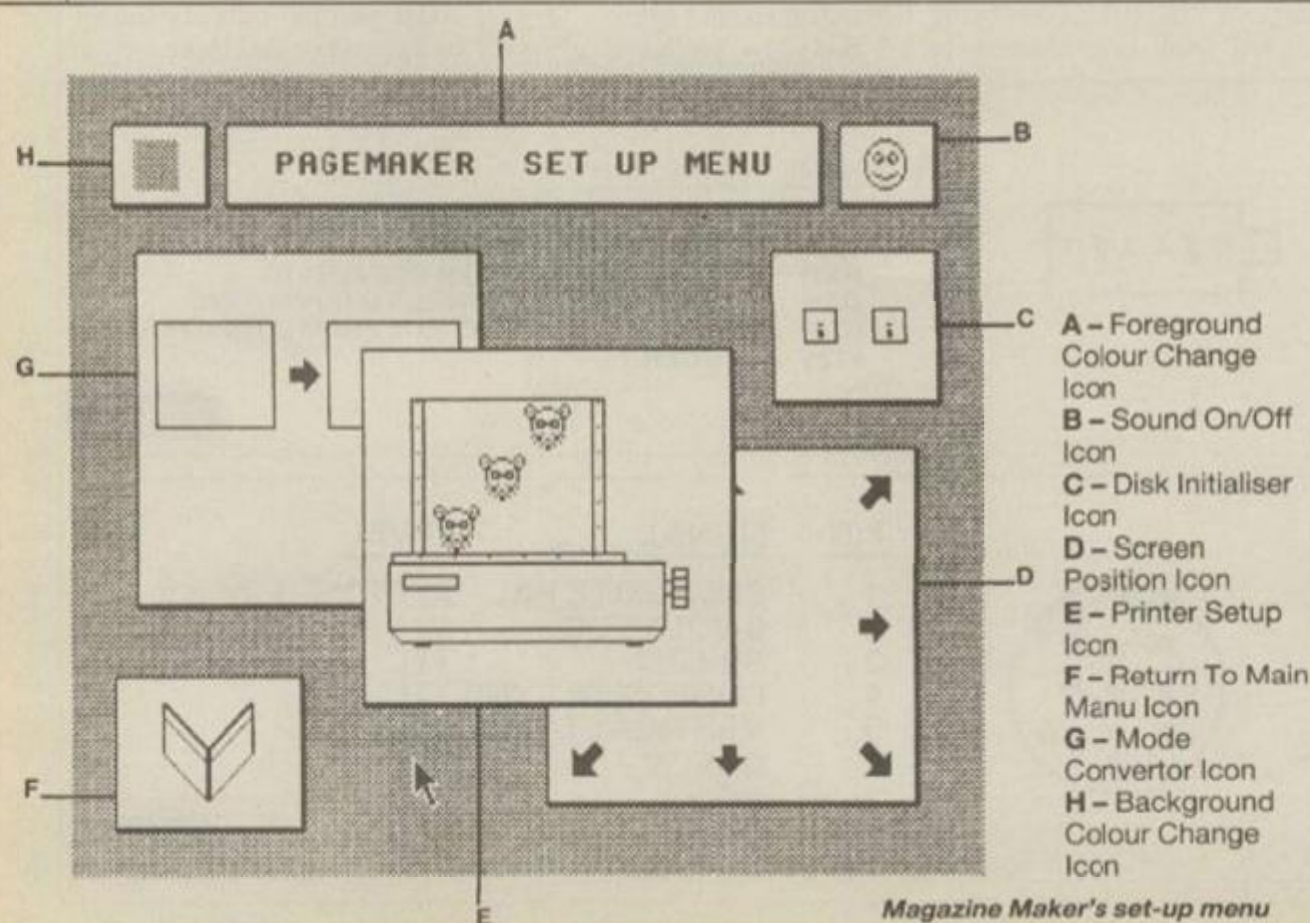 A
H
PAGEMAKER SET UP MENU
B
G
C
D
F
E
A – Foreground
Colour Change
Icon
B – Sound On/Off
Icon
C – Disk Initialiser
Icon
D – Screen
Position Icon
E – Printer Setup
Icon
F – Return To Main
Manu Icon
G – Mode
Convertor Icon
H – Background
Colour Change
Icon
Magazine Maker's set-up menu